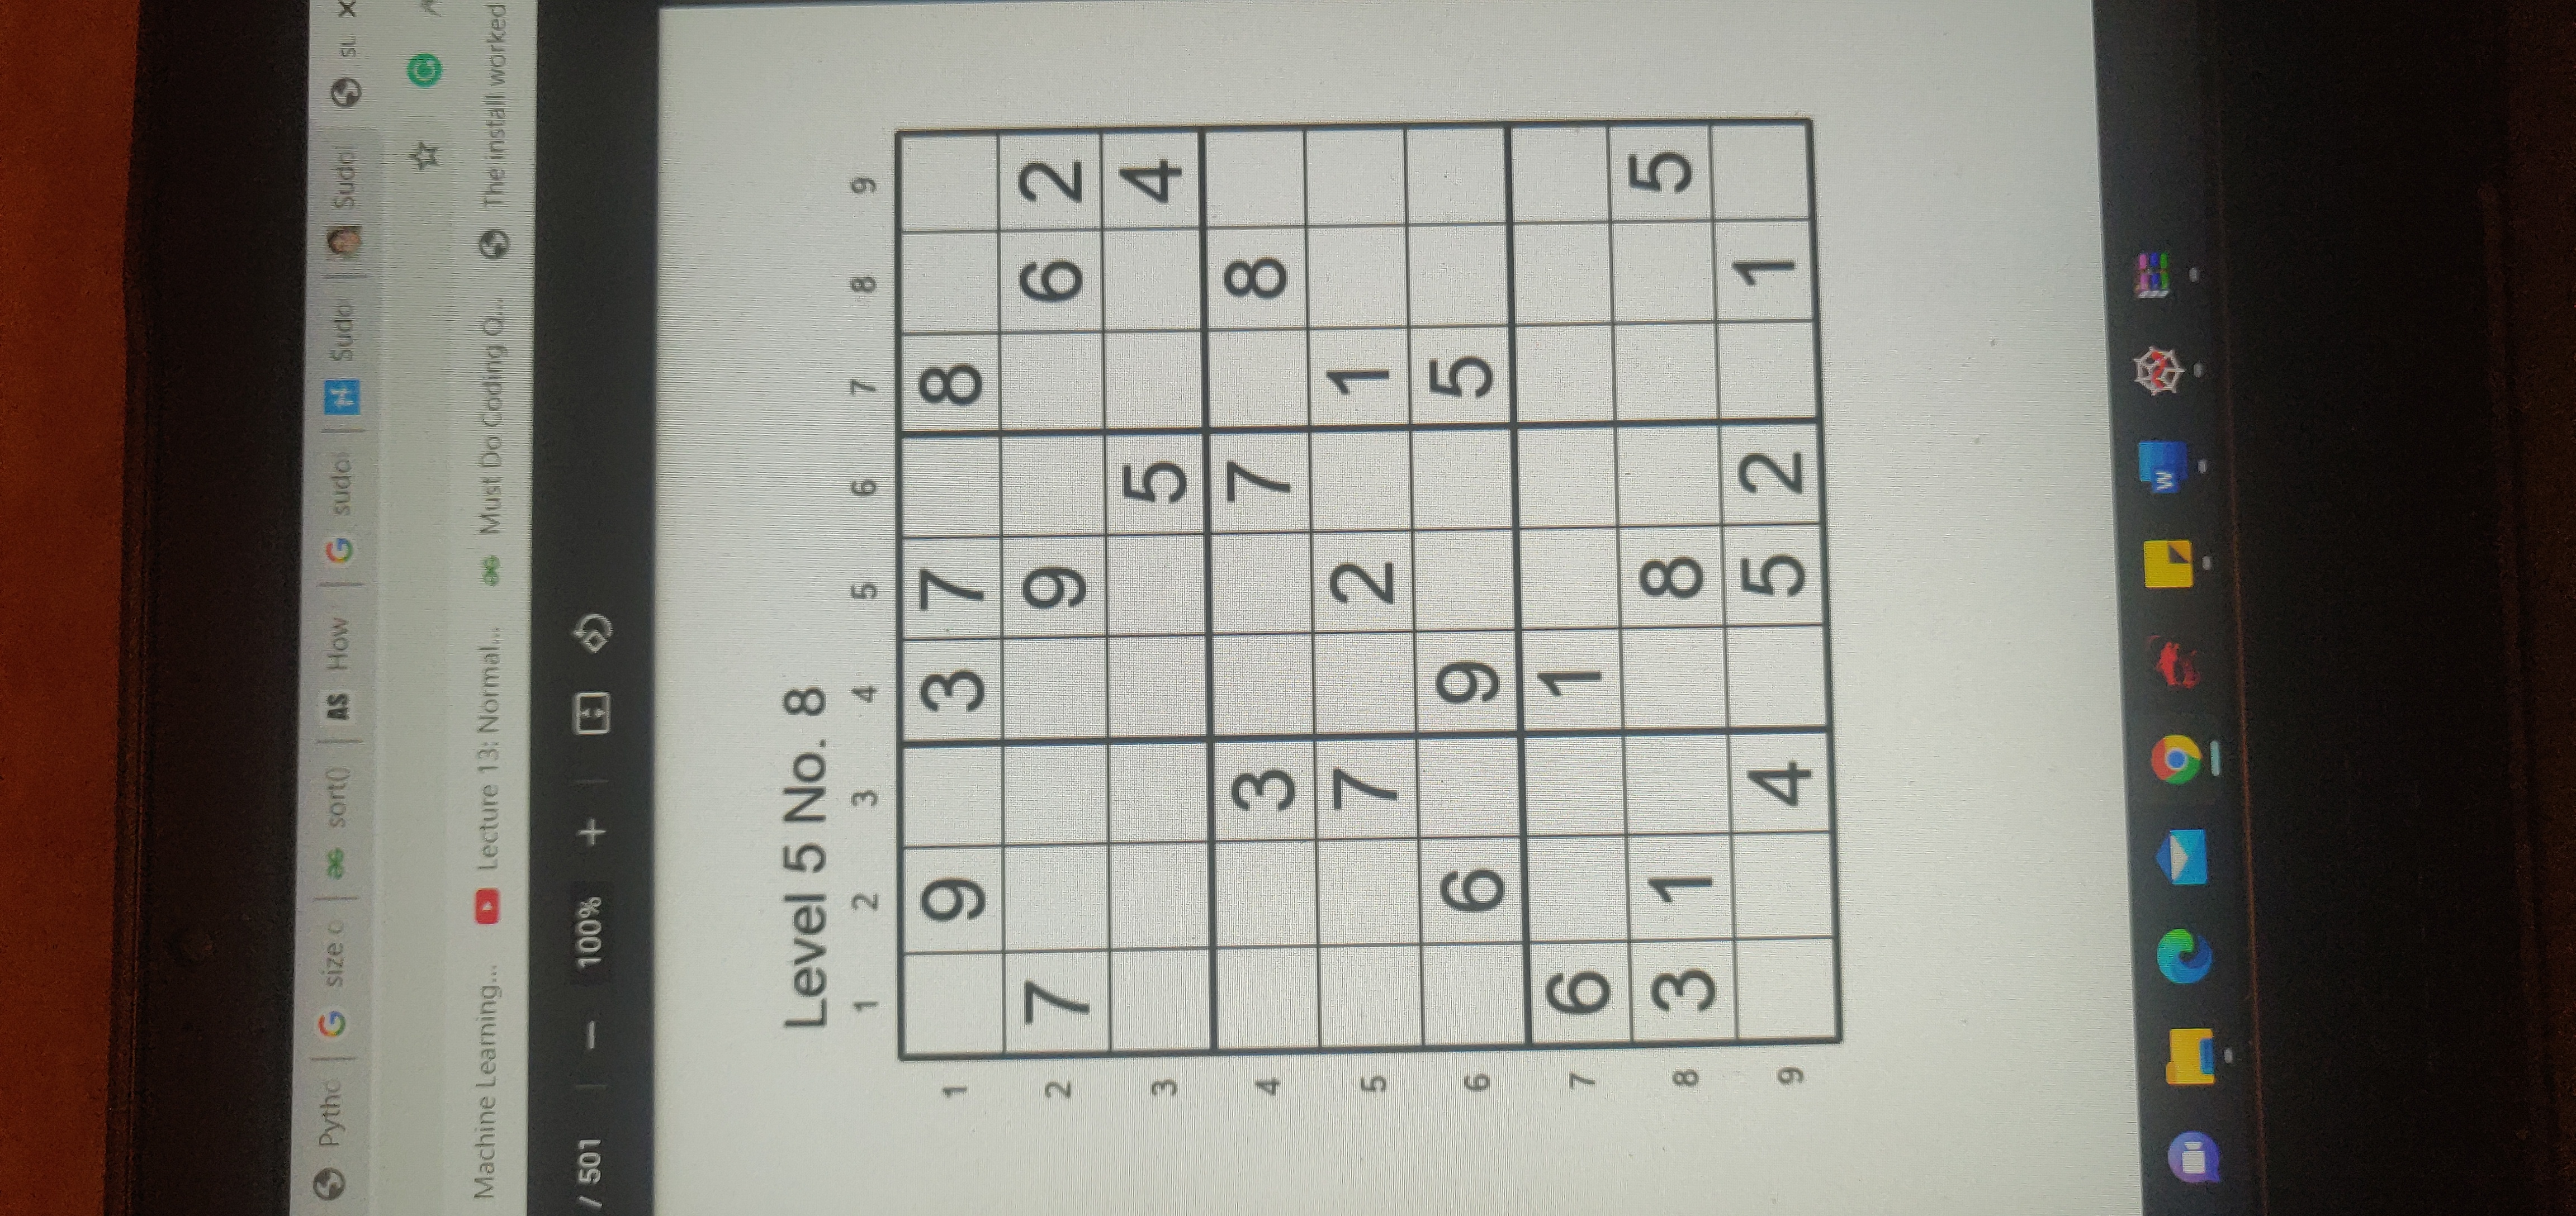 Pytho
size o
sort()
AS How
sudo
Sudo
Sudo
su
Machine Learning...
Lecture 13: Normal...
Must Do Coding Q...
The install worked
/ 501
100%
Level 5 No. 8
1 2 3 4 5 6 7 8 9
1 9 3 7 8
2 7 9 6 2
3 5 4
4 3 7 8
5 7 2 1
6 6 9 5
7 6 1
8 3 1 8 5
9 4 5 2 1
W